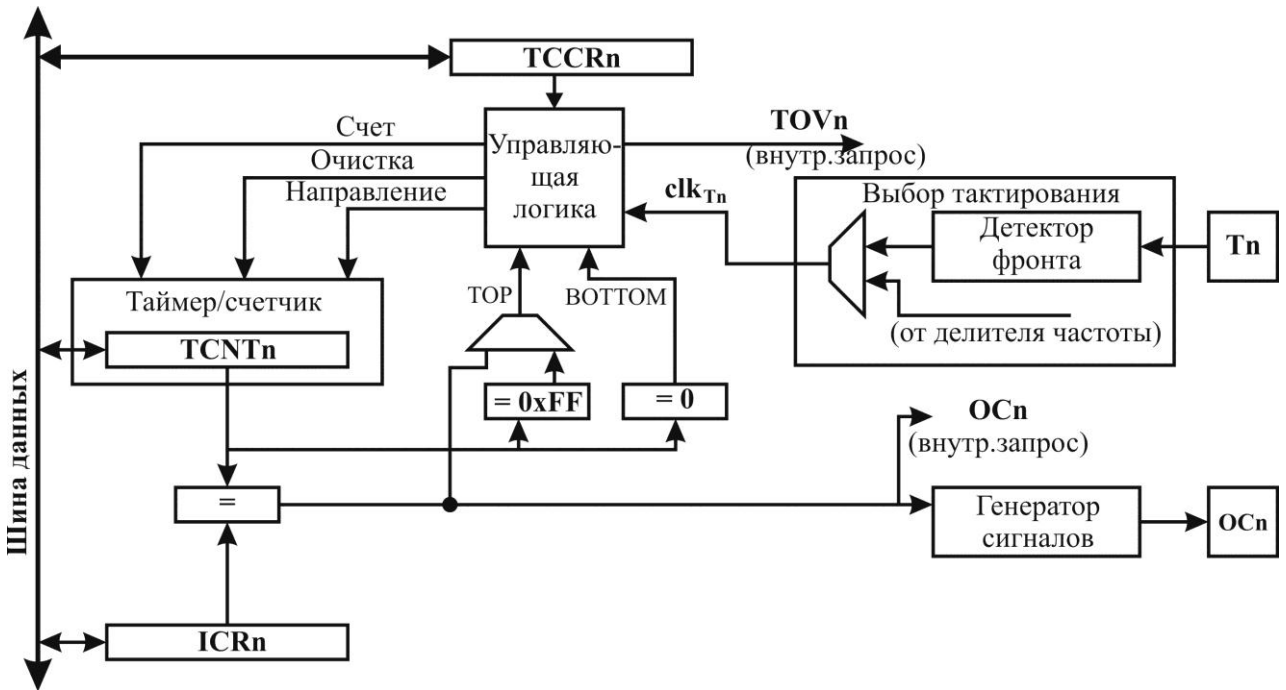 TCCRn
Счет
Управляю-
щая
логика
TOVn
(внутр.запрос)
Очистка
Направление
clkTn
Выбор тактирования
Детектор
фронта
Tn
(от делителя частоты)
Таймер/счетчик
TCNTn
TOP
BOTTOM
= 0xFF
= 0
OCn
(внутр.запрос)
Шина данных
=
Генератор
сигналов
OCn
ICRn